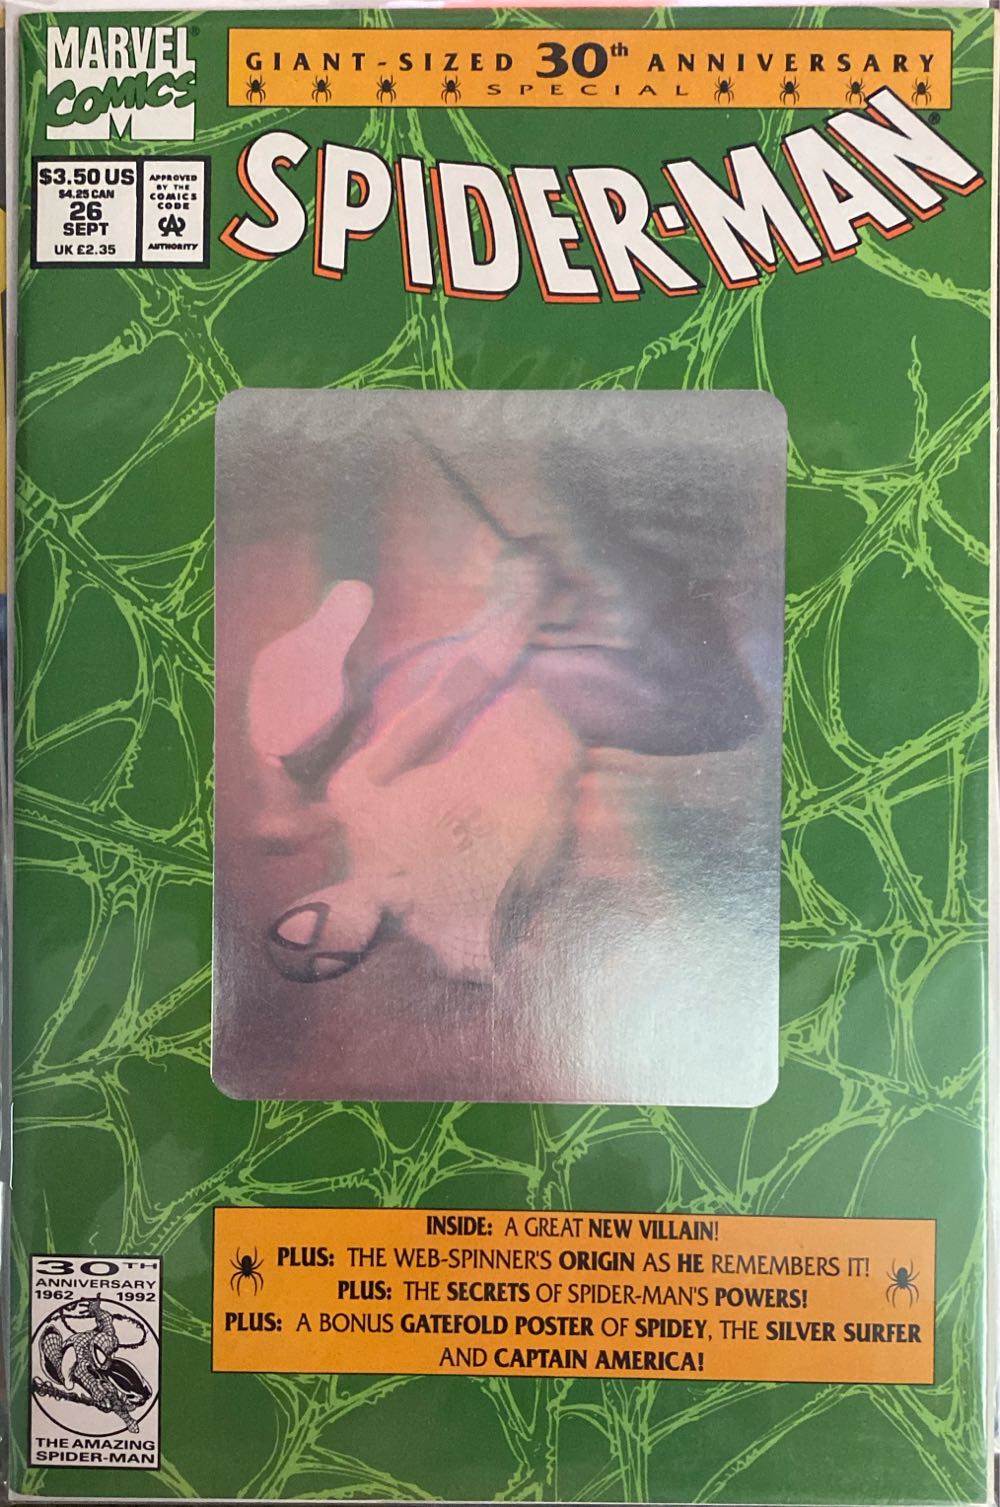 MARVEL
COMICS
M
GIANT-SIZED 30th ANNIVERSARY
SPECIAL
SPIDER-MAN®
$3.50 US
$4.25 CAN
26
SEPT
UK £2.35
APPROVED
BY THE
COMICS
CODE
CA
AUTHORITY
INSIDE: A GREAT NEW VILLAIN!
PLUS: THE WEB-SPINNER'S ORIGIN AS HE REMEMBERS IT!
PLUS: THE SECRETS OF SPIDER-MAN'S POWERS!
PLUS: A BONUS GATEFOLD POSTER OF SPIDEY, THE SILVER SURFER
AND CAPTAIN AMERICA!
30TH
ANNIVERSARY
1962 1992
THE AMAZING
SPIDER-MAN